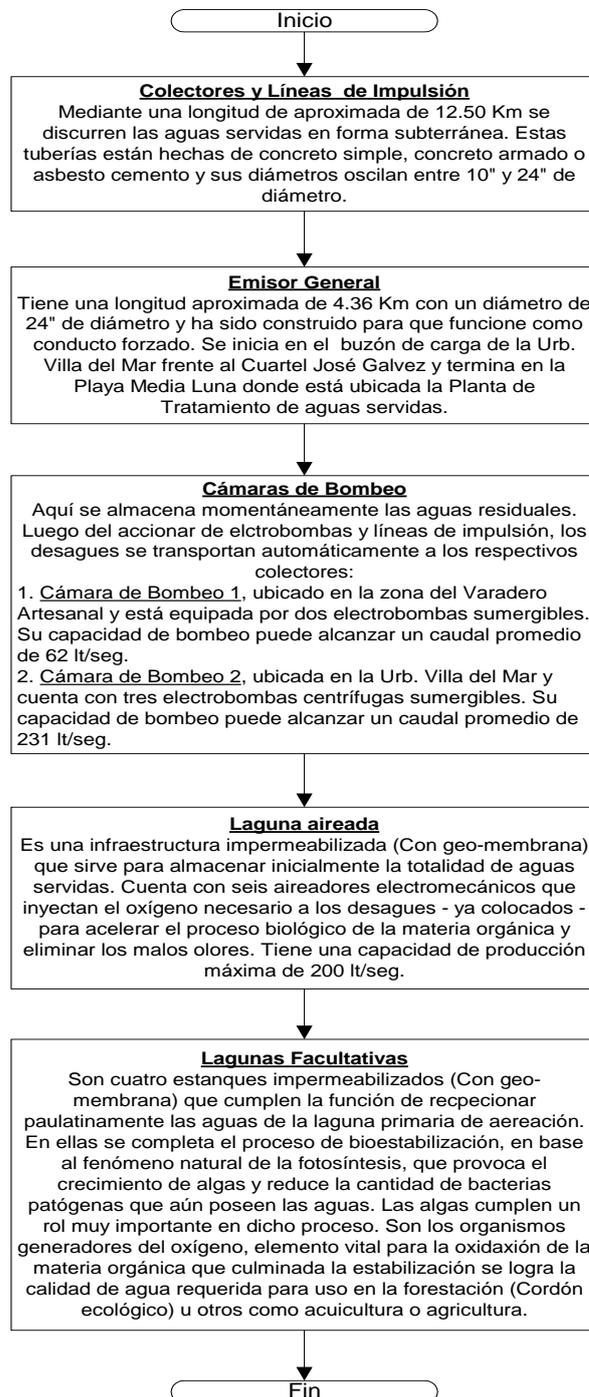 Inicio
Colectores y Líneas de Impulsión
Mediante una longitud de aproximada de 12.50 Km se
discurren las aguas servidas en forma subterránea. Estas
tuberías están hechas de concreto simple, concreto armado o
asbesto cemento y sus diámetros oscilan entre 10" y 24" de
diámetro.
Emisor General
Tiene una longitud aproximada de 4.36 Km con un diámetro de
24" de diámetro y ha sido construido para que funcione como
conducto forzado. Se inicia en el buzón de carga de la Urb.
Villa del Mar frente al Cuartel José Galvez y termina en la
Playa Media Luna donde está ubicada la Planta de
Tratamiento de aguas servidas.
Cámaras de Bombeo
Aquí se almacena momentáneamente las aguas residuales.
Luego del accionar de elctrobombas y líneas de impulsión, los
desagues se transportan automáticamente a los respectivos
colectores:
1. Cámara de Bombeo 1, ubicado en la zona del Varadero
Artesanal y está equipada por dos electrobombas sumergibles.
Su capacidad de bombeo puede alcanzar un caudal promedio
de 62 lt/seg.
2. Cámara de Bombeo 2, ubicada en la Urb. Villa del Mar y
cuenta con tres electrobombas centrífugas sumergibles. Su
capacidad de bombeo puede alcanzar un caudal promedio de
231 lt/seg.
Laguna aireada
Es una infraestructura impermeabilizada (Con geo-membrana)
que sirve para almacenar inicialmente la totalidad de aguas
servidas. Cuenta con seis aireadores electromecánicos que
inyectan el oxígeno necesario a los desagues - ya colocados -
para acelerar el proceso biológico de la materia orgánica y
eliminar los malos olores. Tiene una capacidad de producción
máxima de 200 lt/seg.
Lagunas Facultativas
Son cuatro estanques impermeabilizados (Con geo-
membrana) que cumplen la función de recpecionar
paulatinamente las aguas de la laguna primaria de aereación.
En ellas se completa el proceso de bioestabilización, en base
al fenómeno natural de la fotosíntesis, que provoca el
crecimiento de algas y reduce la cantidad de bacterias
patógenas que aún poseen las aguas. Las algas cumplen un
rol muy importante en dicho proceso. Son los organismos
generadores del oxígeno, elemento vital para la oxidaxión de la
materia orgánica que culminada la estabilización se logra la
calidad de agua requerida para uso en la forestación (Cordón
ecológico) u otros como acuicultura o agricultura.
Fin